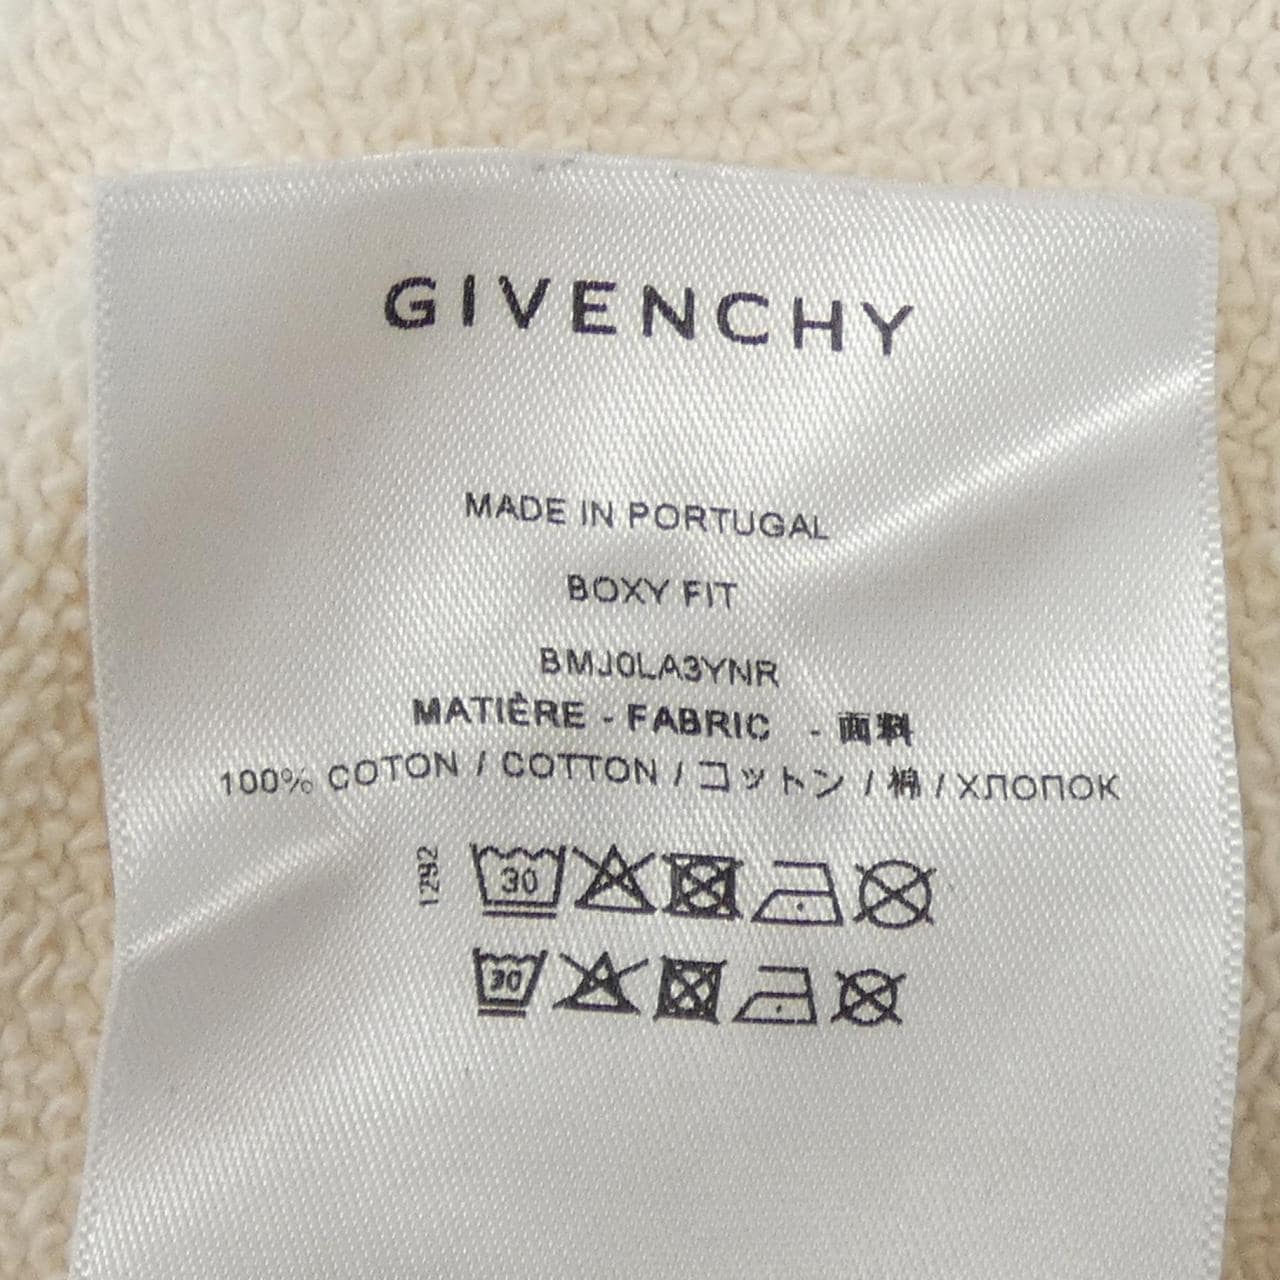 GIVENCHY
MADE IN PORTUGAL
BOXY FIT
BMJ0LA3YNR
MATIÈRE - FABRIC - 面料
100% COTON / COTTON / コットン / 棉 / ХЛОПОК
1292
30
30